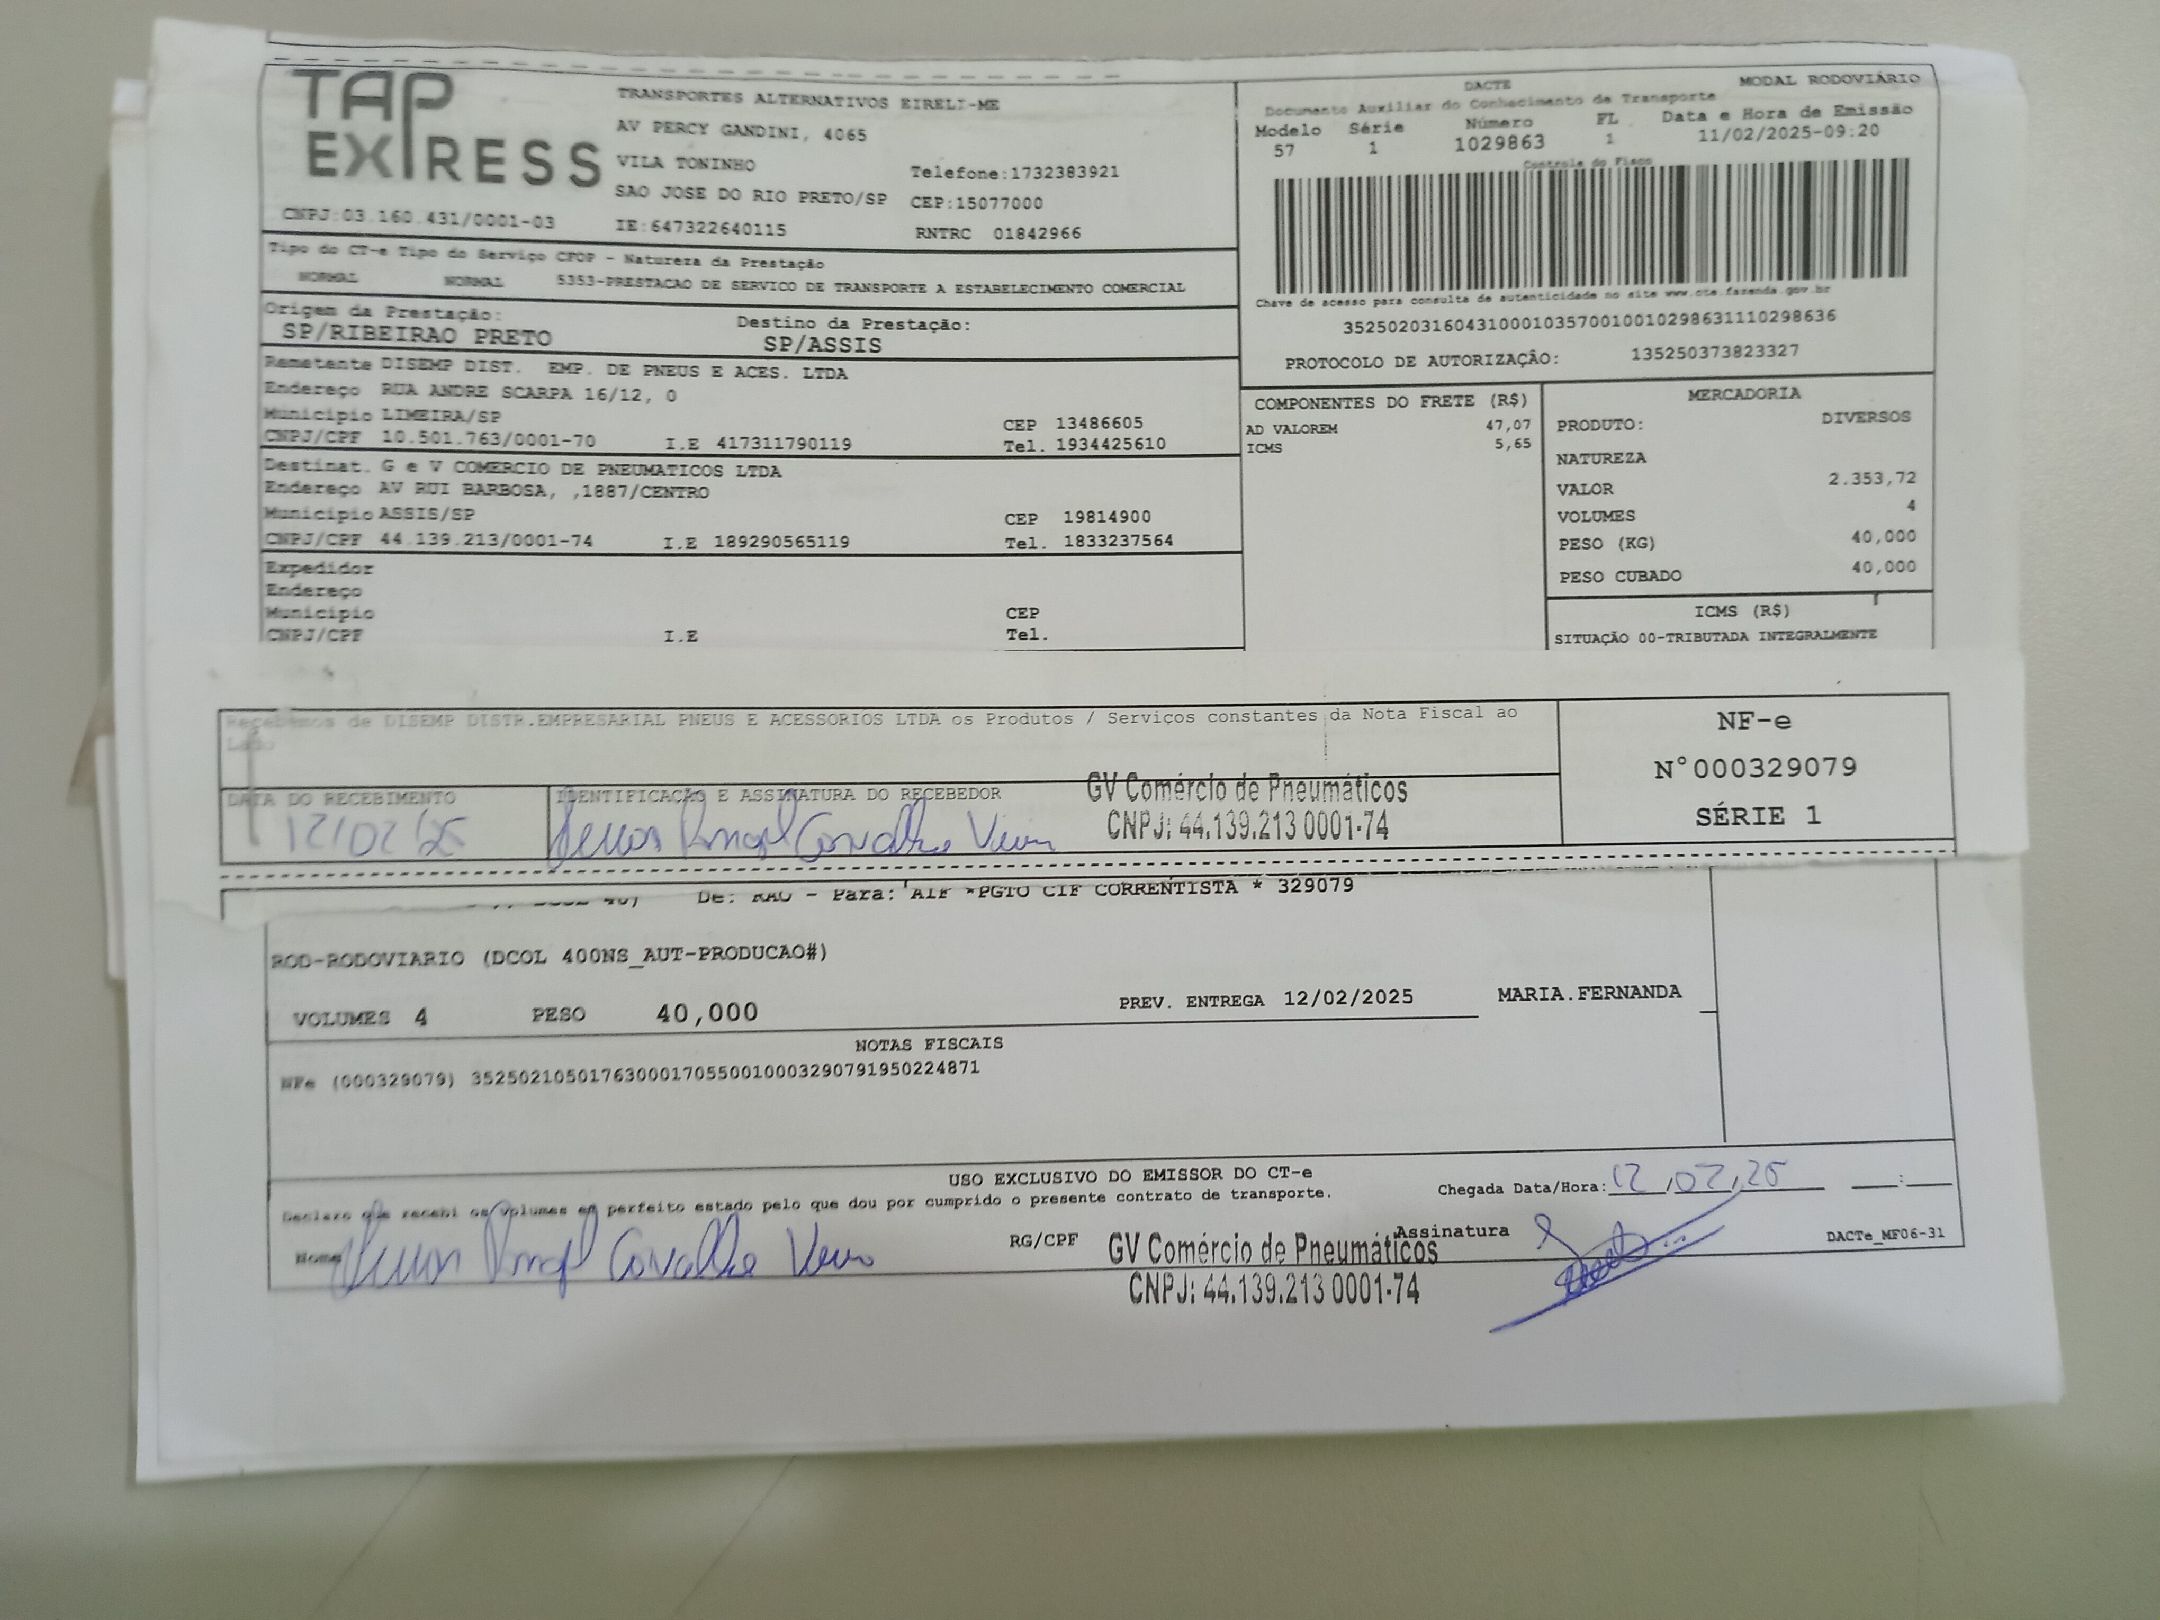 TAP
EXPRESS
TRANSPORTES ALTERNATIVOS EIRELI-ME
AV PERCY GANDINI, 4065
VILA TONINHO
Telefone:1732383921
SAO JOSE DO RIO PRETO/SP CEP:15077000
CNPJ:03.160.431/0001-03 IE:647322640115 RNTRC 01842966
DACTE MODAL RODOVIÁRIO
Documento Auxiliar do Conhecimento de Transporte
Modelo Série Número FL Data e Hora de Emissão
57 1 1029863 1 11/02/2025-09:20
Controle do Fisco
Chave de acesso para consulta de autenticidade no site www.cte.fazenda.gov.br
35250203160431000103570010010298631110298636
PROTOCOLO DE AUTORIZAÇÃO: 135250373823327
Tipo do CT-e Tipo do Serviço CFOP - Natureza da Prestação
NORMAL NORMAL 5353-PRESTACAO DE SERVICO DE TRANSPORTE A ESTABELECIMENTO COMERCIAL
Origem da Prestação: Destino da Prestação:
SP/RIBEIRAO PRETO SP/ASSIS
Remetente DISEMP DIST. EMP. DE PNEUS E ACES. LTDA
Endereço RUA ANDRE SCARPA 16/12, 0
Municipio LIMEIRA/SP CEP 13486605
CNPJ/CPF 10.501.763/0001-70 I.E 417311790119 Tel. 1934425610
Destinat. G e V COMERCIO DE PNEUMATICOS LTDA
Endereço AV RUI BARBOSA, ,1887/CENTRO
Municipio ASSIS/SP CEP 19814900
CNPJ/CPF 44.139.213/0001-74 I.E 189290565119 Tel. 1833237564
Expedidor
Endereço
Municipio CEP
CNPJ/CPF I.E Tel.
COMPONENTES DO FRETE (R$)
AD VALOREM 47,07
ICMS 5,65
MERCADORIA
PRODUTO: DIVERSOS
NATUREZA
VALOR 2.353,72
VOLUMES 4
PESO (KG) 40,000
PESO CUBADO 40,000
ICMS (R$)
SITUAÇÃO 00-TRIBUTADA INTEGRALMENTE
Recebemos de DISEMP DISTR.EMPRESARIAL PNEUS E ACESSORIOS LTDA os Produtos / Serviços constantes da Nota Fiscal ao
Lado
NF-e
N°000329079
SÉRIE 1
DATA DO RECEBIMENTO IDENTIFICAÇÃO E ASSINATURA DO RECEBEDOR
12/02/25
GV Comércio de Pneumáticos
CNPJ: 44.139.213 0001-74
De: RAO - Para: AIF *PGTO CIF CORRENTISTA * 329079
ROD-RODOVIARIO (DCOL 400NS_AUT-PRODUCAO#)
VOLUMES 4 PESO 40,000 PREV. ENTREGA 12/02/2025 MARIA.FERNANDA
NOTAS FISCAIS
NFe (000329079) 35250210501763000170550010003290791950224871
USO EXCLUSIVO DO EMISSOR DO CT-e
Declaro que recebi os volumes em perfeito estado pelo que dou por cumprido o presente contrato de transporte.
Chegada Data/Hora: 12/02/25 :
Nome RG/CPF Assinatura DACTe_MF06-31
GV Comércio de Pneumáticos
CNPJ: 44.139.213 0001-74